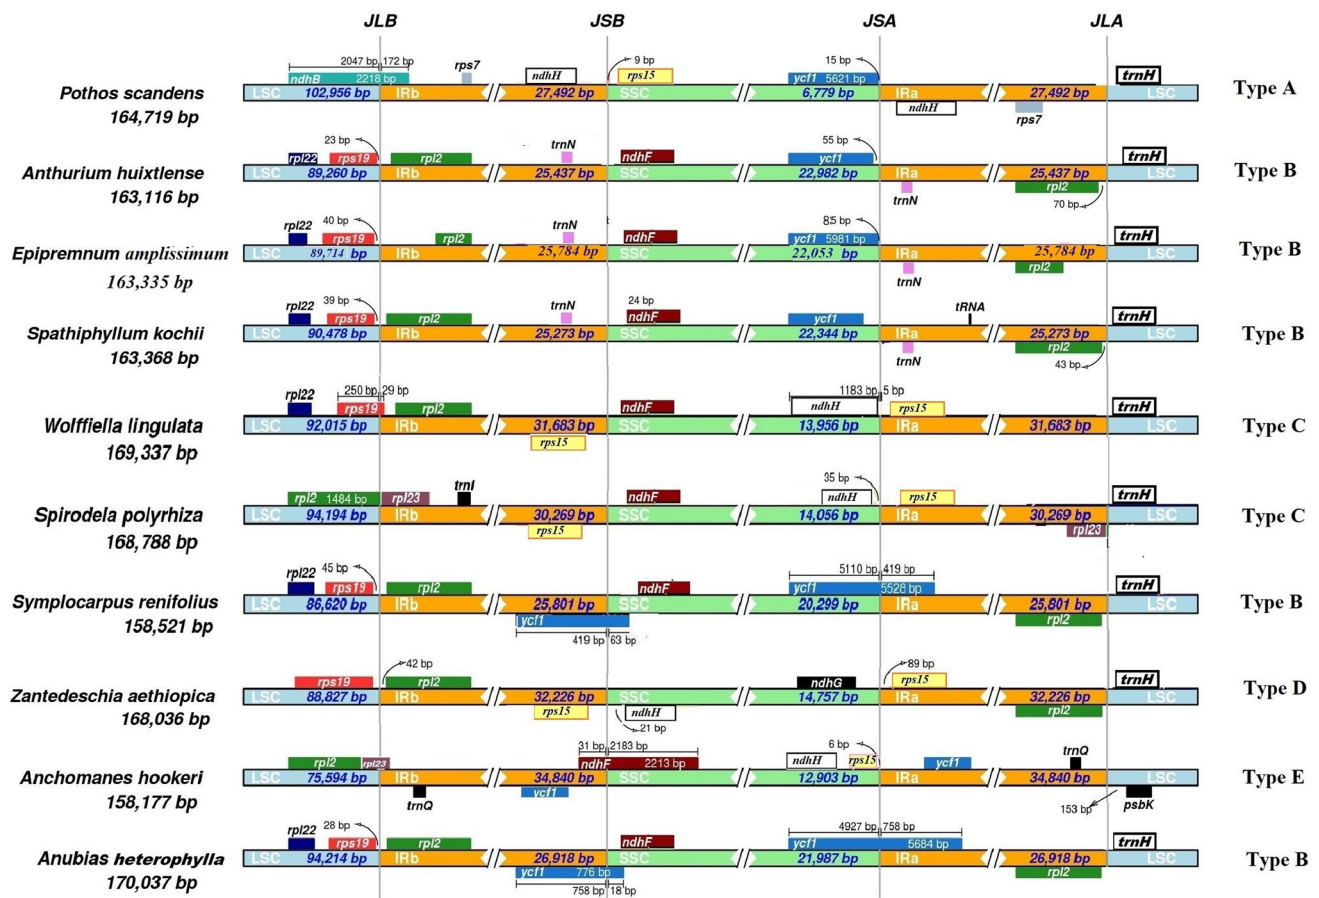 JLB JSB JSA JLA
2047 bp 172 bp rps7 ndhH 9 bp rps15 15 bp trnH
ndhB 2218 bp ycf1 5621 bp
Pothos scandens LSC 102,956 bp IRb 27,492 bp SSC 6,779 bp IRa 27,492 bp LSC Type A
164,719 bp ndhH rps7
23 bp trnN 55 bp
rpl22 rps19 rpl2 ndhF ycf1 trnH
Anthurium huixtlense LSC 89,260 bp IRb 25,437 bp SSC 22,982 bp IRa 25,437 bp LSC Type B
163,116 bp trnN rpl2 70 bp
rpl22 40 bp trnN 85 bp
rps19 rpl2 ndhF ycf1 5981 bp trnH
Epipremnum amplissimum LSC 89,714 bp IRb 25,784 bp SSC 22,053 bp IRa 25,784 bp LSC Type B
163,335 bp trnN rpl2
rpl22 39 bp trnN 24 bp tRNA
rps19 rpl2 ndhF ycf1 trnH
Spathiphyllum kochii LSC 90,478 bp IRb 25,273 bp SSC 22,344 bp IRa 25,273 bp LSC Type B
163,368 bp trnN rpl2 43 bp
rpl22 250 bp 29 bp 1183 bp 5 bp
rps19 rpl2 ndhF ndhH rps15 trnH
Wolffiella lingulata LSC 92,015 bp IRb 31,683 bp SSC 13,956 bp IRa 31,683 bp LSC Type C
169,337 bp rps15
trnI 35 bp
rpl2 1484 bp rpl23 ndhF ndhH rps15 trnH
Spirodela polyrhiza LSC 94,194 bp IRb 30,269 bp SSC 14,056 bp IRa 30,269 bp LSC Type C
168,788 bp rps15 rpl23
rpl22 45 bp 5110 bp 419 bp
rps19 rpl2 ndhF ycf1 5528 bp trnH
Symplocarpus renifolius LSC 86,620 bp IRb 25,801 bp SSC 20,299 bp IRa 25,801 bp LSC Type B
158,521 bp ycf1 rpl2
419 bp 63 bp
42 bp 89 bp
rps19 rpl2 ndhG rps15 trnH
Zantedeschia aethiopica LSC 88,827 bp IRb 32,226 bp SSC 14,757 bp IRa 32,226 bp LSC Type D
168,036 bp rps15 ndhH rpl2
21 bp
31 bp 2183 bp 6 bp trnQ
rpl2 rpl23 ndhF 2213 bp ndhH rps15 ycf1
Anchomanes hookeri LSC 75,594 bp IRb 34,840 bp SSC 12,903 bp IRa 34,840 bp LSC Type E
158,177 bp trnQ ycf1 153 bp psbK
rpl22 28 bp 4927 bp 758 bp
rps19 rpl2 ndhF ycf1 5684 bp trnH
Anubias heterophylla LSC 94,214 bp IRb 26,918 bp SSC 21,987 bp IRa 26,918 bp LSC Type B
170,037 bp ycf1 776 bp rpl2
758 bp 18 bp